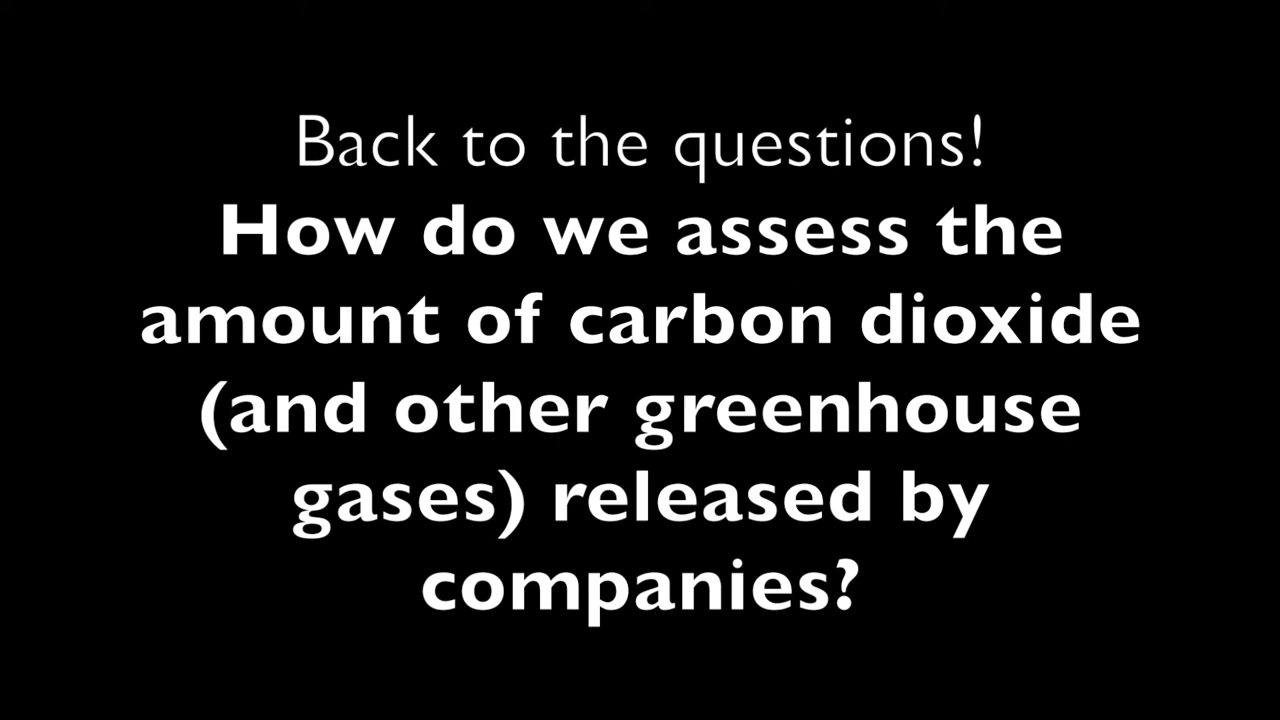 Back to the questions!
How do we assess the
amount of carbon dioxide
(and other greenhouse
gases) released by
companies?